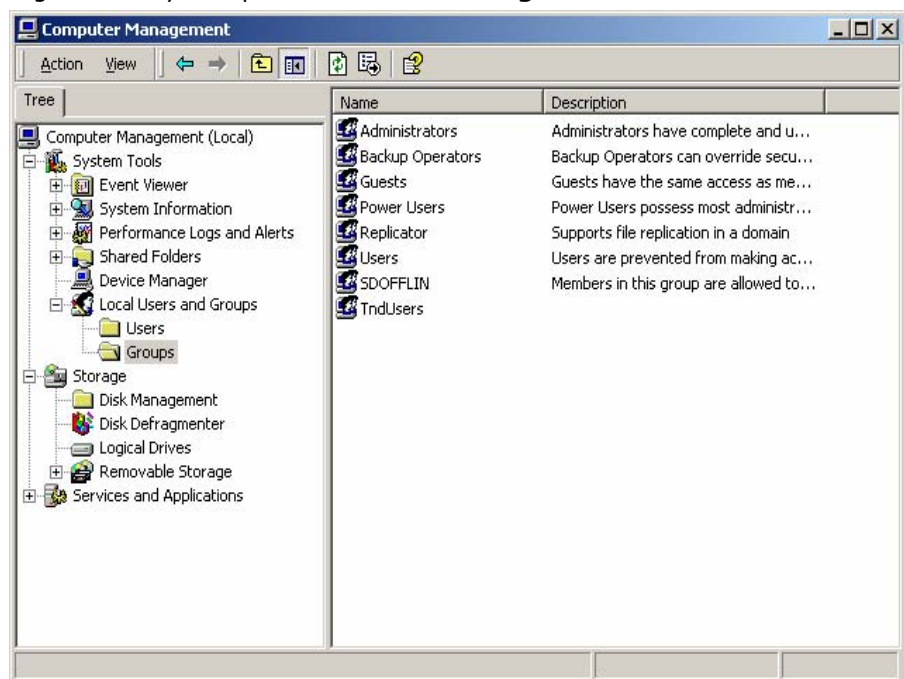 Computer Management
Action View
Tree
Computer Management (Local)
System Tools
Event Viewer
System Information
Performance Logs and Alerts
Shared Folders
Device Manager
Local Users and Groups
Users
Groups
Storage
Disk Management
Disk Defragmenter
Logical Drives
Removable Storage
Services and Applications
Name Description
Administrators Administrators have complete and u...
Backup Operators Backup Operators can override secu...
Guests Guests have the same access as me...
Power Users Power Users possess most administr...
Replicator Supports file replication in a domain
Users Users are prevented from making ac...
SDOFFLIN Members in this group are allowed to...
TndUsers